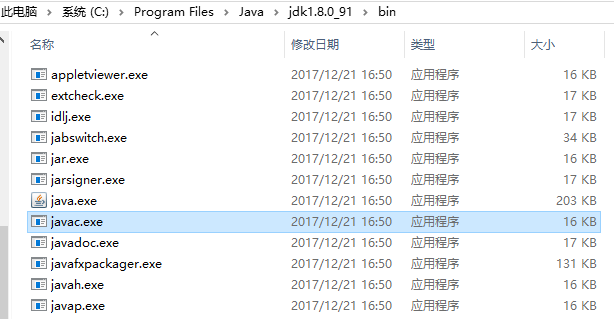 此电脑 › 系统 (C:) › Program Files › Java › jdk1.8.0_91 › bin
名称 修改日期 类型 大小
appletviewer.exe 2017/12/21 16:50 应用程序 16 KB
extcheck.exe 2017/12/21 16:50 应用程序 17 KB
idlj.exe 2017/12/21 16:50 应用程序 17 KB
jabswitch.exe 2017/12/21 16:50 应用程序 34 KB
jar.exe 2017/12/21 16:50 应用程序 16 KB
jarsigner.exe 2017/12/21 16:50 应用程序 17 KB
java.exe 2017/12/21 16:50 应用程序 203 KB
javac.exe 2017/12/21 16:50 应用程序 16 KB
javadoc.exe 2017/12/21 16:50 应用程序 17 KB
javafxpackager.exe 2017/12/21 16:50 应用程序 131 KB
javah.exe 2017/12/21 16:50 应用程序 16 KB
javap.exe 2017/12/21 16:50 应用程序 16 KB